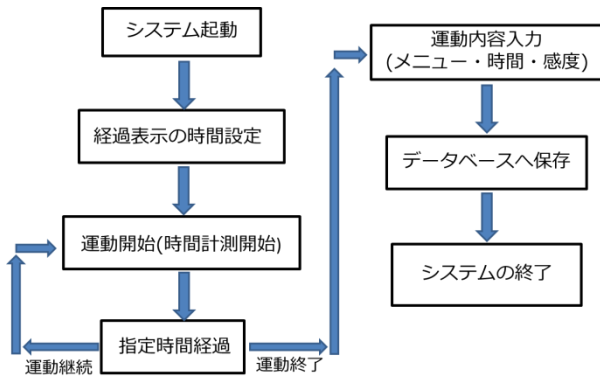 システム起動
経過表示の時間設定
運動開始(時間計測開始)
指定時間経過
運動継続
運動終了
運動内容入力
(メニュー・時間・感度)
データベースへ保存
システムの終了